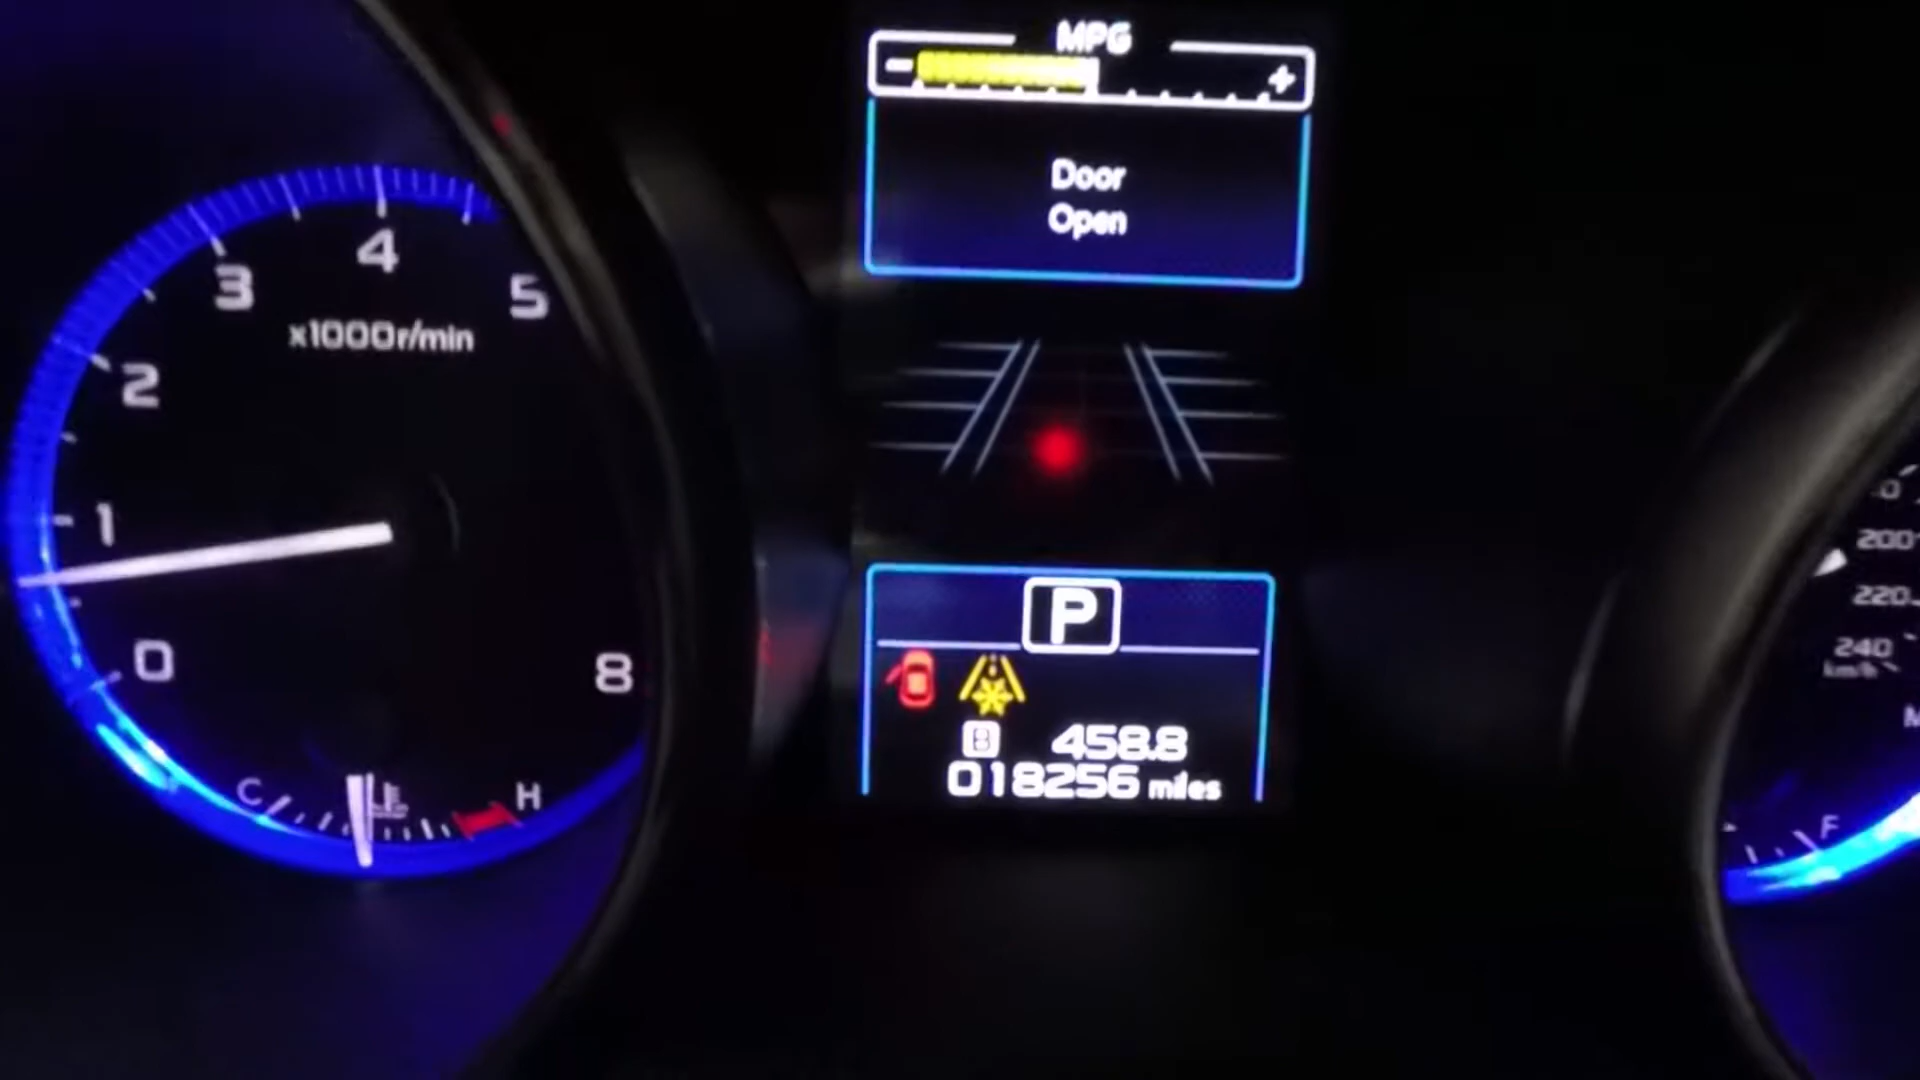 MPG
- +
Door
Open
0
1
2
3
4
5
8
x1000r/min
C
H
P
B 458.8
018256 miles
200
220
240
km/h
F